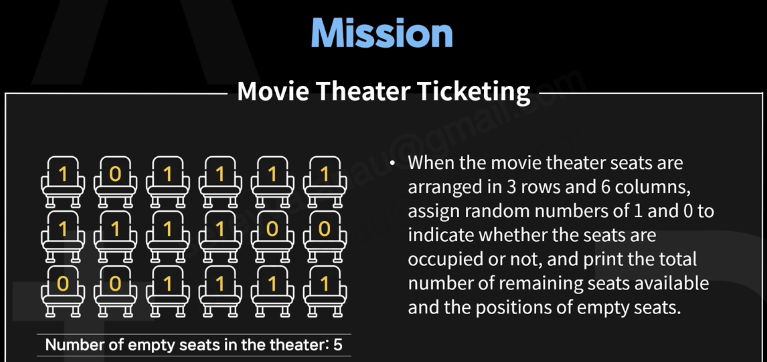 Mission
Movie Theater Ticketing
1 0 1 1 1 1
1 1 1 1 0 0
0 0 1 1 1 1
Number of empty seats in the theater: 5
• When the movie theater seats are
arranged in 3 rows and 6 columns,
assign random numbers of 1 and 0 to
indicate whether the seats are
occupied or not, and print the total
number of remaining seats available
and the positions of empty seats.